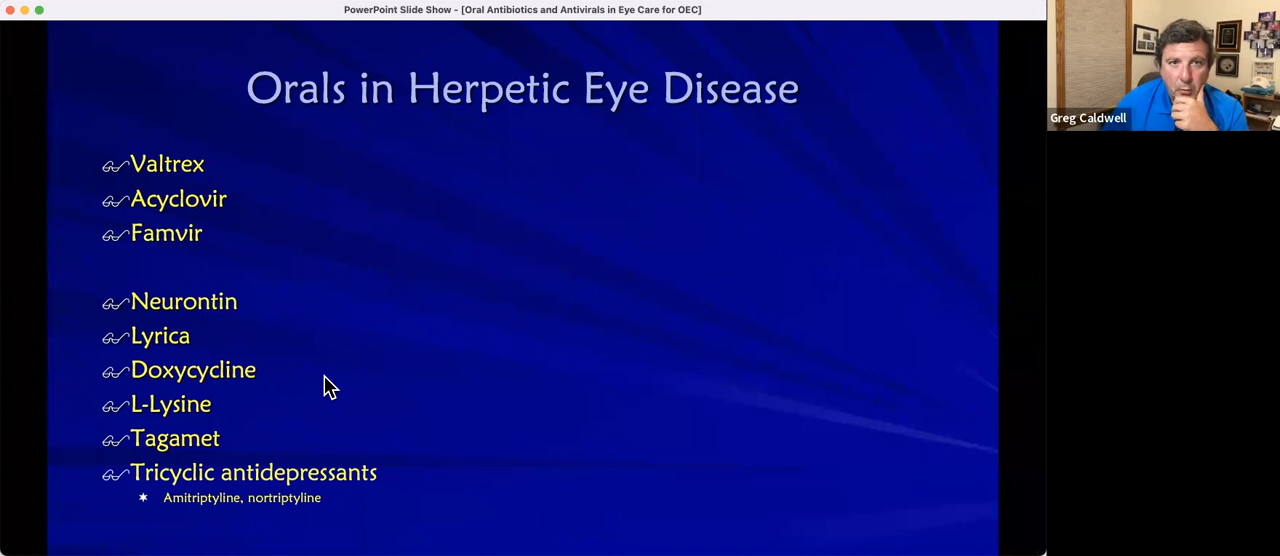 PowerPoint Slide Show - [Oral Antibiotics and Antivirals in Eye Care for OEC]
Orals in Herpetic Eye Disease
Valtrex
Acyclovir
Famvir
Neurontin
Lyrica
Doxycycline
L-Lysine
Tagamet
Tricyclic antidepressants
Amitriptyline, nortriptyline
Greg Caldwell